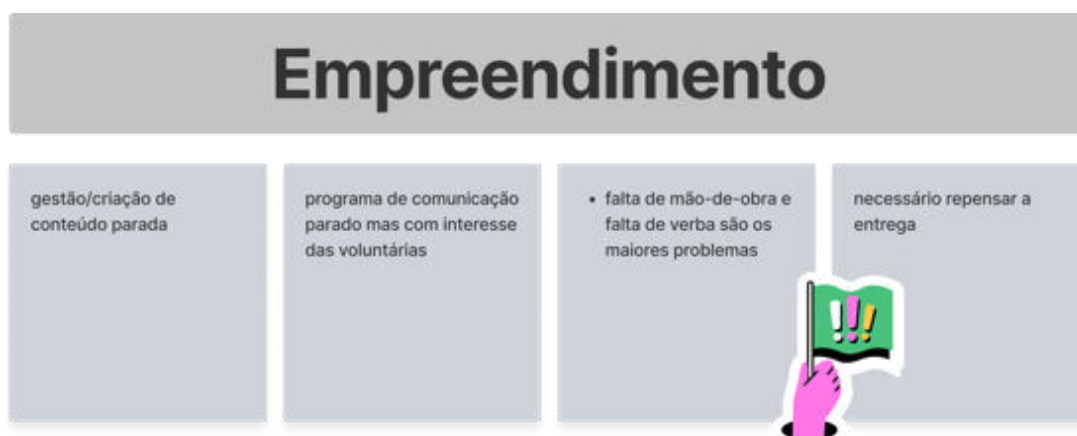 Empreendimento
gestão/criação de
conteúdo parada
programa de comunicação
parado mas com interesse
das voluntárias
• falta de mão-de-obra e
falta de verba são os
maiores problemas
necessário repensar a
entrega
!!!